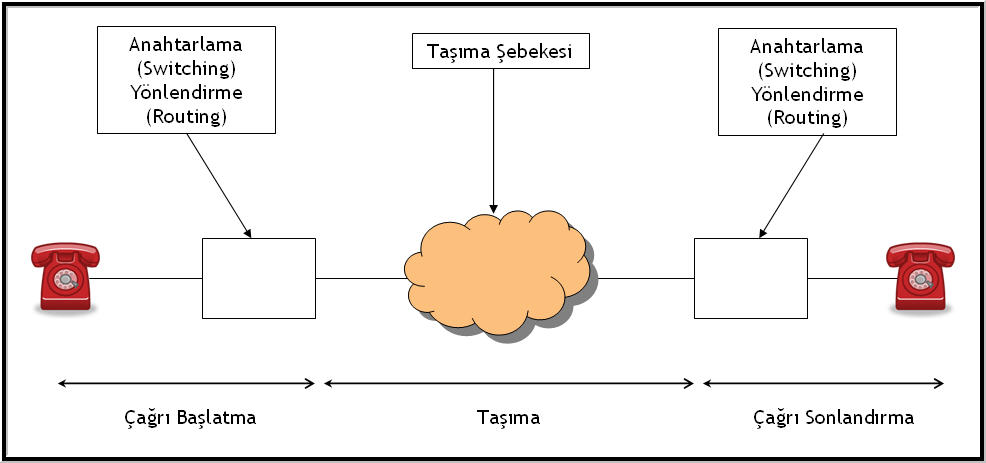 Anahtarlama
(Switching)
Yönlendirme
(Routing)
Taşıma Şebekesi
Anahtarlama
(Switching)
Yönlendirme
(Routing)
Çağrı Başlatma
Taşıma
Çağrı Sonlandırma